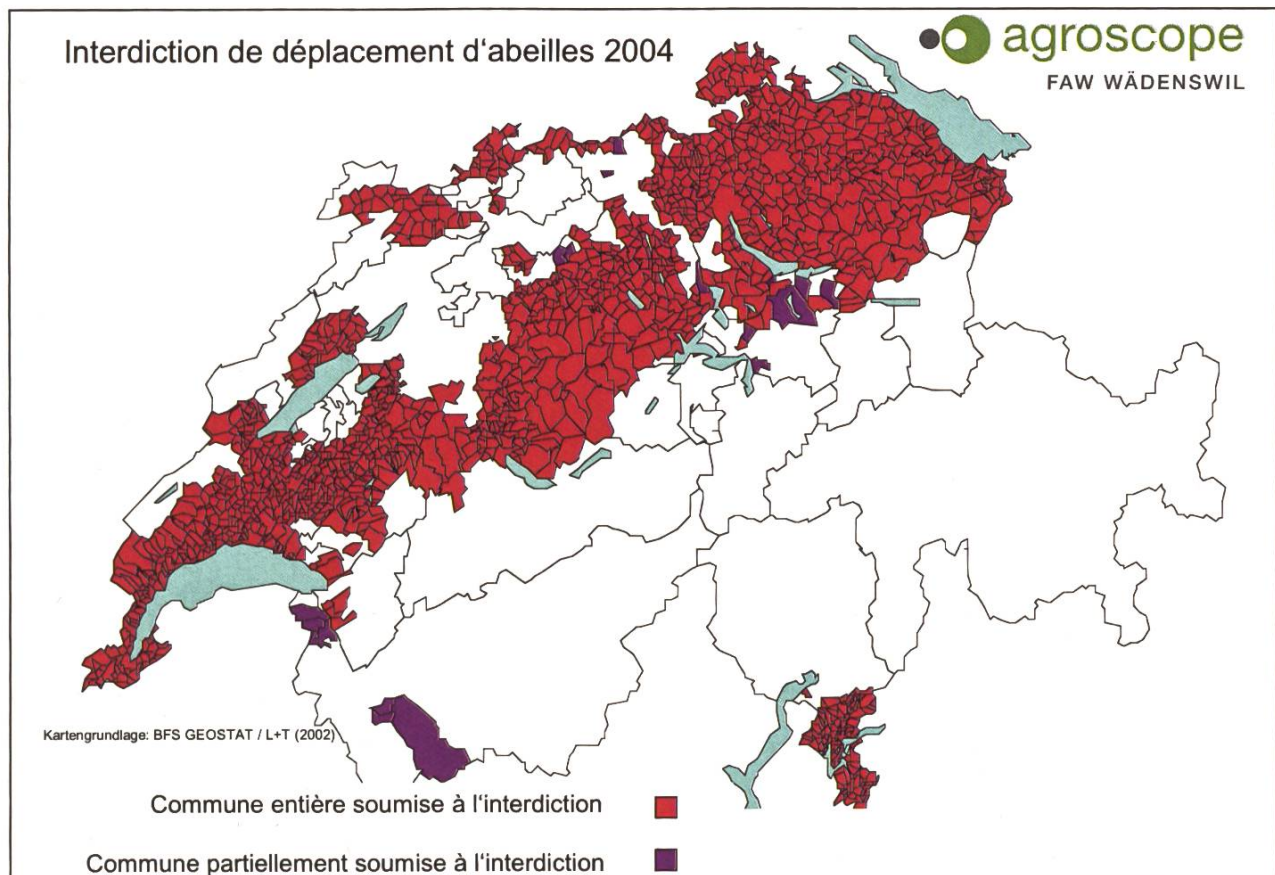 Interdiction de déplacement d'abeilles 2004
agroscope
FAW WÄDENSWIL
Kartengrundlage: BFS GEOSTAT / L+T (2002)
Commune entière soumise à l'interdiction
Commune partiellement soumise à l'interdiction